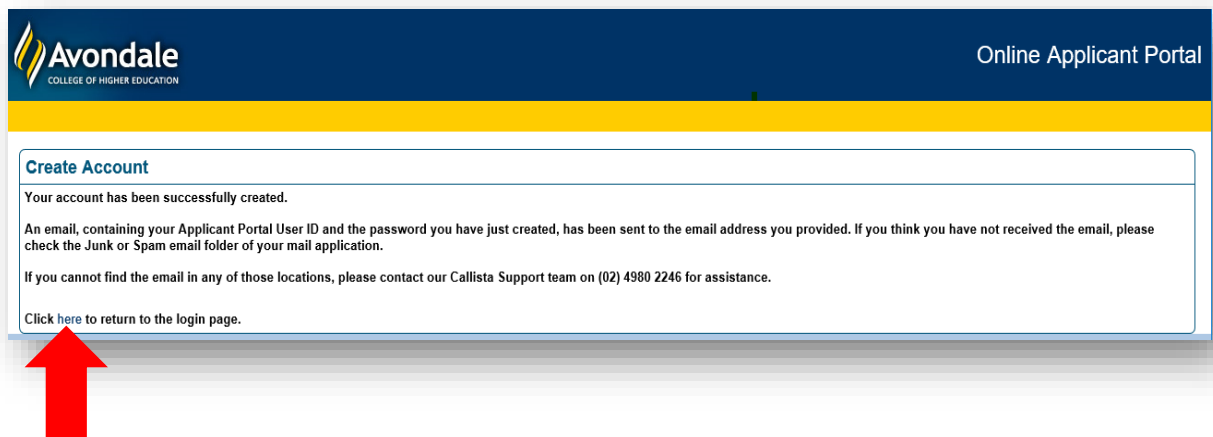 Avondale
COLLEGE OF HIGHER EDUCATION
Online Applicant Portal
Create Account
Your account has been successfully created.
An email, containing your Applicant Portal User ID and the password you have just created, has been sent to the email address you provided. If you think you have not received the email, please
check the Junk or Spam email folder of your mail application.
If you cannot find the email in any of those locations, please contact our Callista Support team on (02) 4980 2246 for assistance.
Click here to return to the login page.